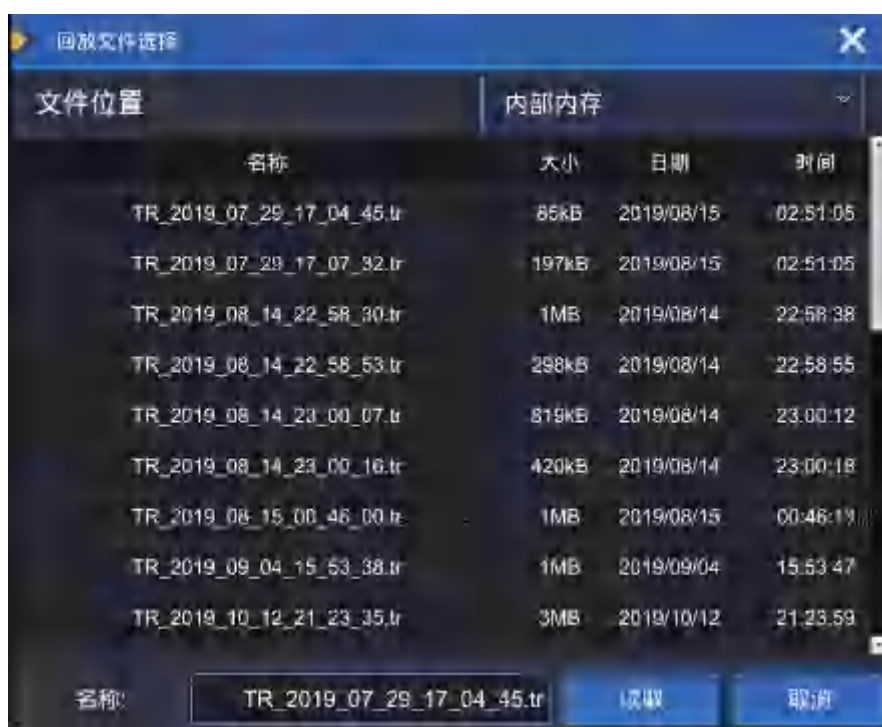 回放文件选择
文件位置 内部内存
名称 大小 日期 时间
TR_2019_07_29_17_04_45.tr 85kB 2019/08/15 02:51:05
TR_2019_07_29_17_07_32.tr 197kB 2019/08/15 02:51:05
TR_2019_08_14_22_58_30.tr 1MB 2019/08/14 22:58:38
TR_2019_08_14_22_58_53.tr 298kB 2019/08/14 22:58:55
TR_2019_08_14_23_00_07.tr 819kB 2019/08/14 23:00:12
TR_2019_08_14_23_00_16.tr 420kB 2019/08/14 23:00:18
TR_2019_08_15_00_46_00.tr 1MB 2019/08/15
TR_2019_09_04_15_53_38.tr 1MB 2019/09/04 15:53:47
TR_2019_10_12_21_23_35.tr 3MB 2019/10/12 21:23:59
名称: TR_2019_07_29_17_04_45.tr 读取 取消